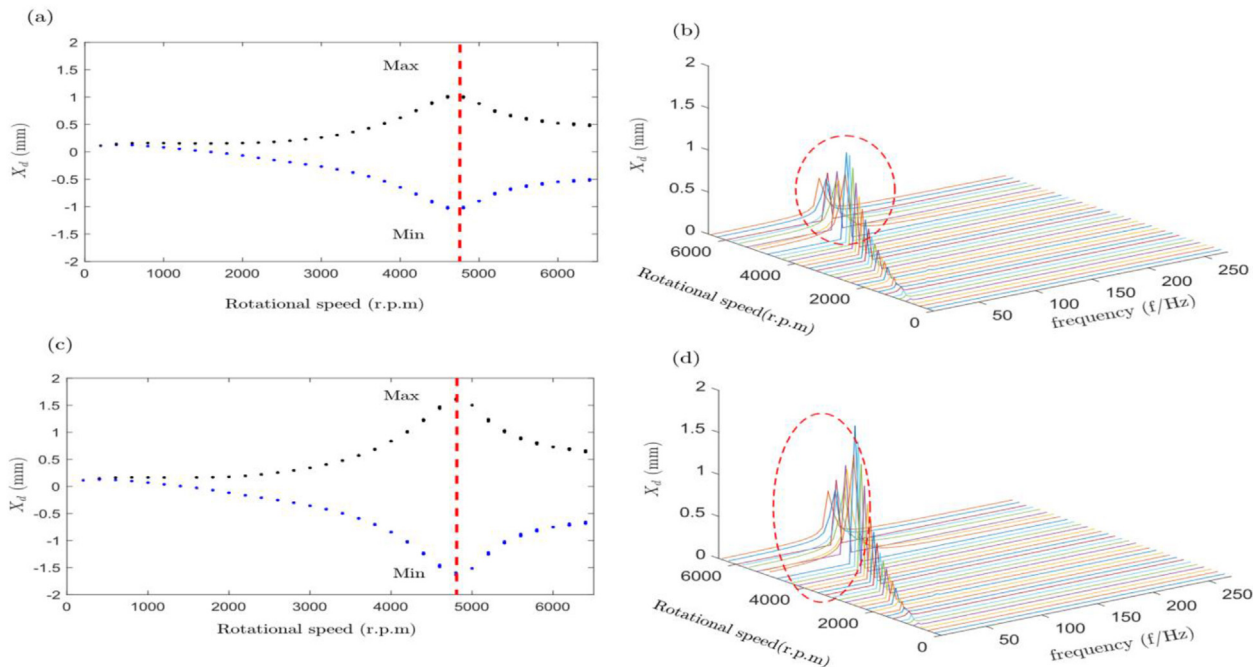 (a)
2
1.5
1
0.5
0
-0.5
-1
-1.5
-2
X_d (mm)
Max
Min
0 1000 2000 3000 4000 5000 6000
Rotational speed (r.p.m)
(b)
2
1.5
1
0.5
0
X_d (mm)
6000 4000 2000 0
Rotational speed(r.p.m)
50 100 150 200 250
frequency (f/Hz)
(c)
2
1.5
1
0.5
0
-0.5
-1
-1.5
-2
X_d (mm)
Max
Min
0 1000 2000 3000 4000 5000 6000
Rotational speed (r.p.m)
(d)
2
1.5
1
0.5
0
X_d (mm)
6000 4000 2000 0
Rotational speed(r.p.m)
50 100 150 200 250
frequency (f/Hz)